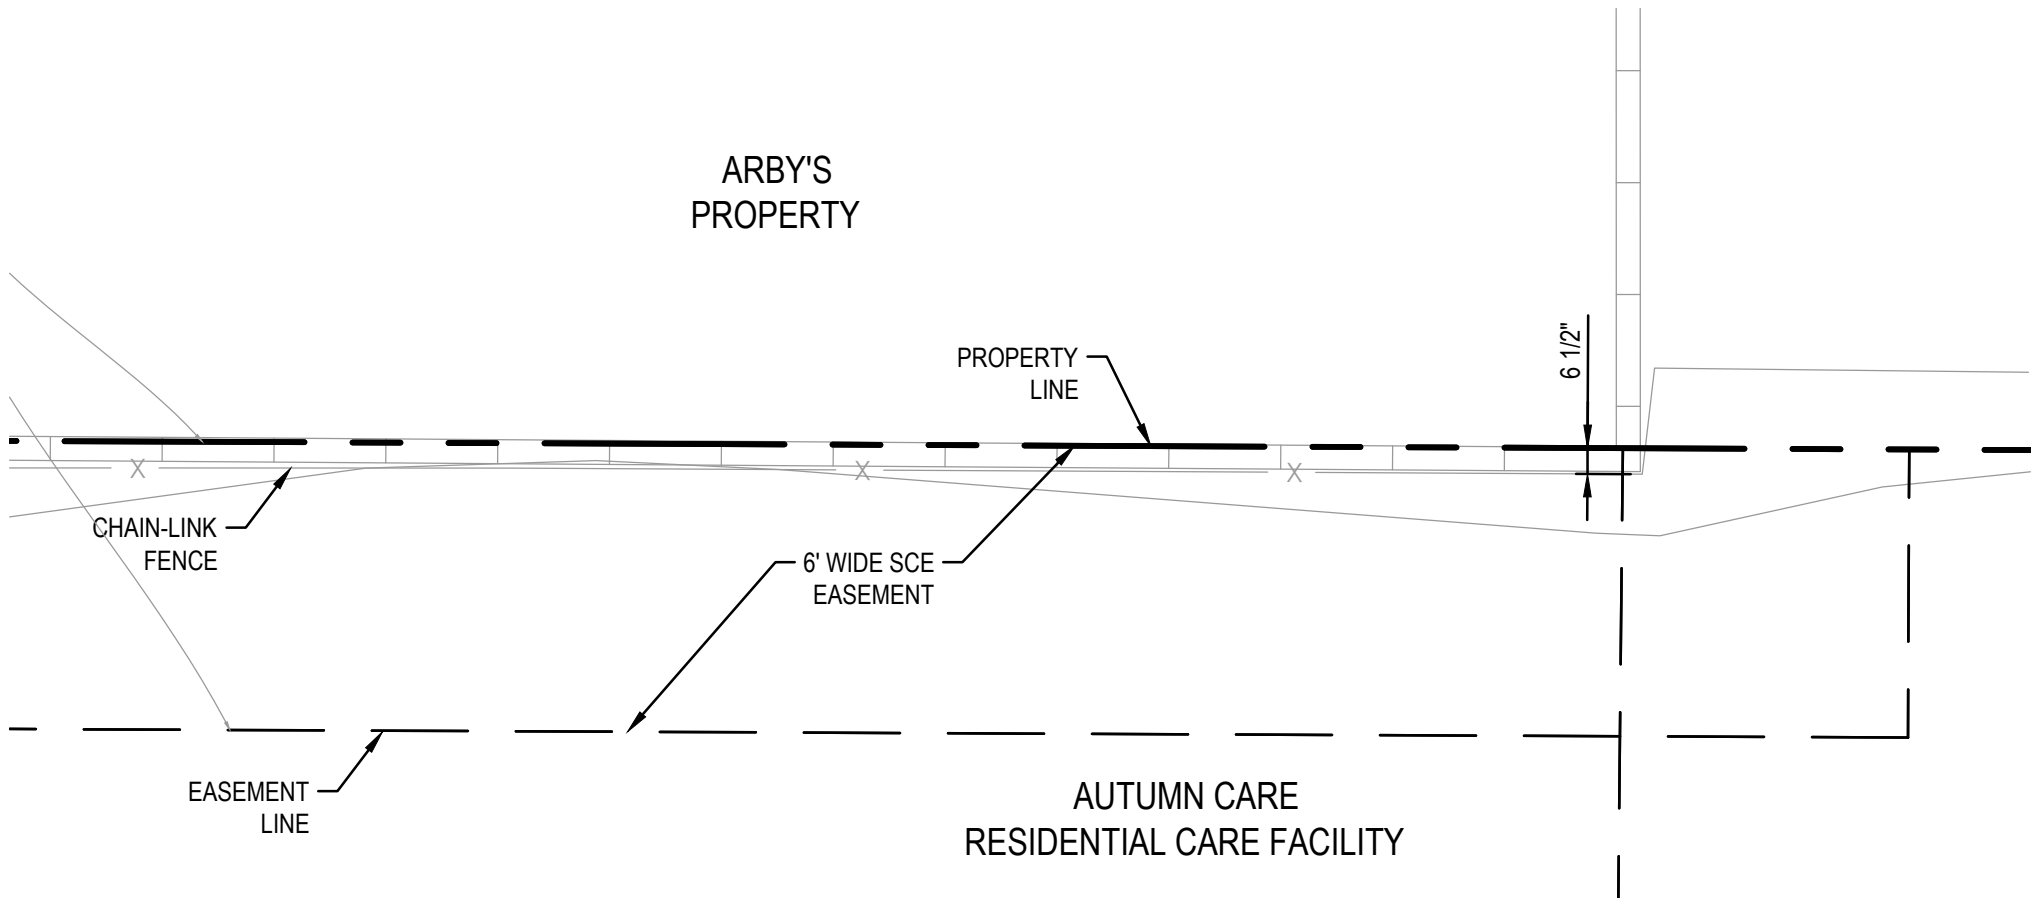 ARBY'S
PROPERTY
PROPERTY
LINE
6 1/2"
X
X
X
CHAIN-LINK
FENCE
6' WIDE SCE
EASEMENT
EASEMENT
LINE
AUTUMN CARE
RESIDENTIAL CARE FACILITY